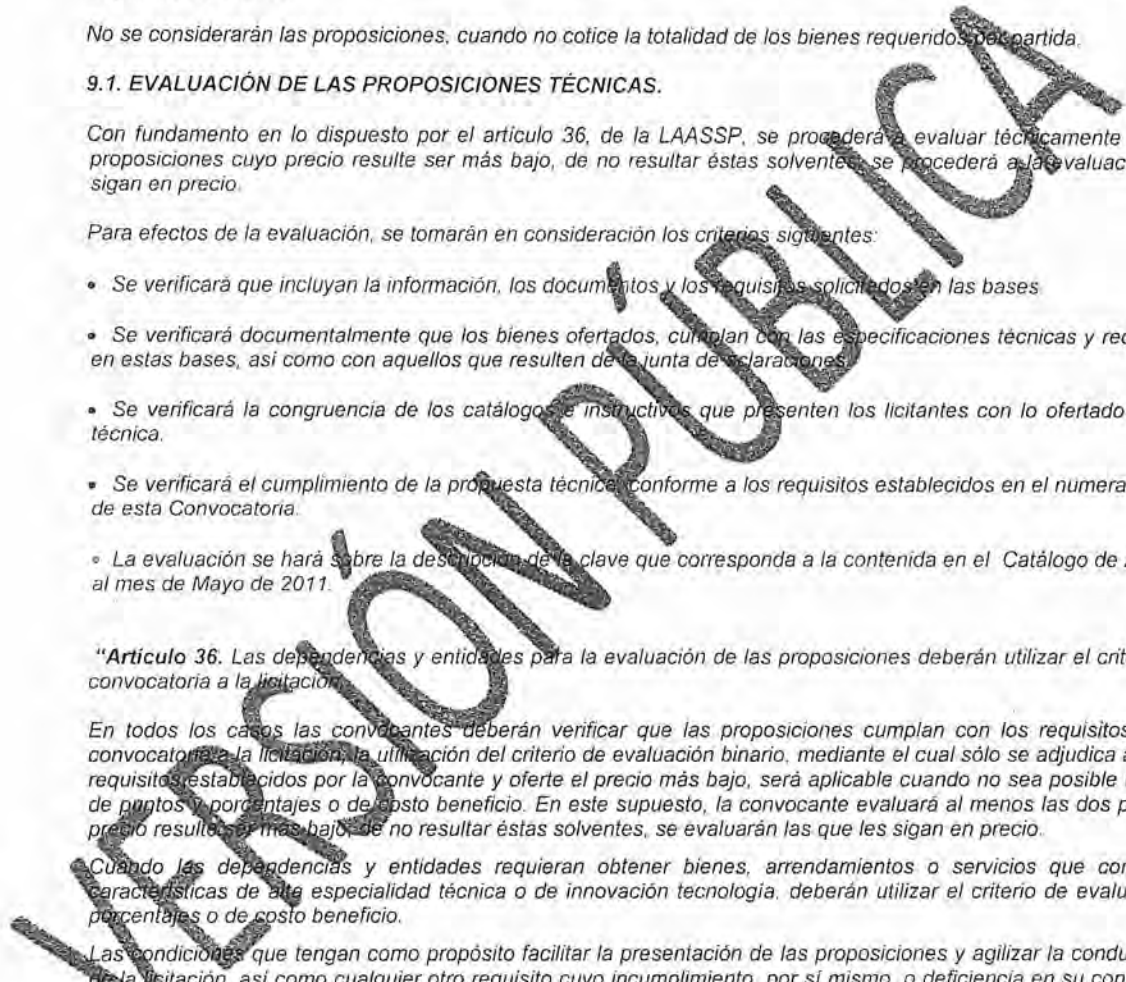 No se considerarán las proposiciones, cuando no cotice la totalidad de los bienes requeridos por partida.
9.1. EVALUACIÓN DE LAS PROPOSICIONES TÉCNICAS.
Con fundamento en lo dispuesto por el artículo 36, de la LAASSP, se procederá a evaluar técnicamente
proposiciones cuyo precio resulte ser más bajo, de no resultar éstas solventes, se procederá a la evaluac
sigan en precio.
Para efectos de la evaluación, se tomarán en consideración los criterios siguientes:
• Se verificará que incluyan la información, los documentos y los requisitos solicitados en las bases
• Se verificará documentalmente que los bienes ofertados, cumplan con las especificaciones técnicas y req
en estas bases, así como con aquellos que resulten de la junta de aclaraciones.
• Se verificará la congruencia de los catálogos e instructivos que presenten los licitantes con lo ofertado
técnica.
• Se verificará el cumplimiento de la propuesta técnica, conforme a los requisitos establecidos en el numera
de esta Convocatoria.
• La evaluación se hará sobre la descripción de la clave que corresponda a la contenida en el Catálogo de
al mes de Mayo de 2011.
"Artículo 36. Las dependencias y entidades para la evaluación de las proposiciones deberán utilizar el crite
convocatoria a la licitación.
En todos los casos las convocantes deberán verificar que las proposiciones cumplan con los requisitos
convocatoria a la licitación; la utilización del criterio de evaluación binario, mediante el cual sólo se adjudica a
requisitos establecidos por la convocante y oferte el precio más bajo, será aplicable cuando no sea posible
de puntos y porcentajes o de costo beneficio. En este supuesto, la convocante evaluará al menos las dos p
precio resulte ser más bajo; de no resultar éstas solventes, se evaluarán las que les sigan en precio.
Cuando las dependencias y entidades requieran obtener bienes, arrendamientos o servicios que con
características de alta especialidad técnica o de innovación tecnología, deberán utilizar el criterio de evalu
porcentajes o de costo beneficio.
Las condiciones que tengan como propósito facilitar la presentación de las proposiciones y agilizar la condu
de la licitación, así como cualquier otro requisito cuyo incumplimiento, por sí mismo, o deficiencia en su con
VERSIÓN PÚBLICA